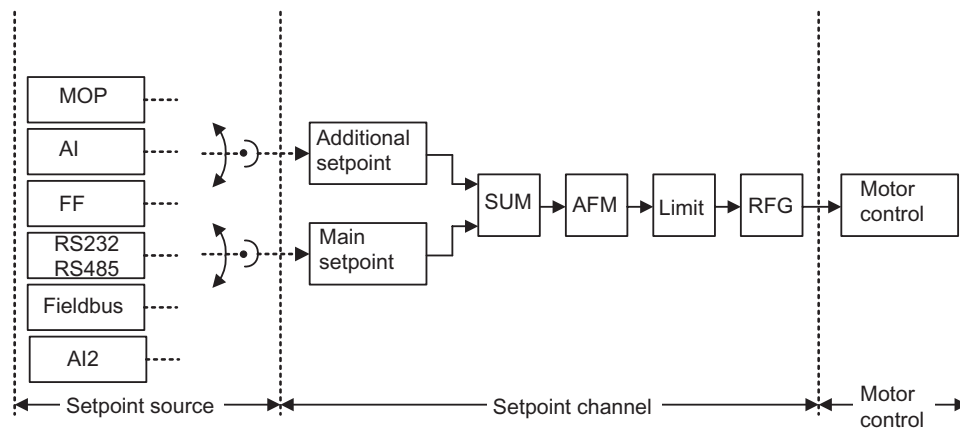 MOP
AI
FF
RS232
RS485
Fieldbus
AI2
Additional
setpoint
Main
setpoint
SUM
AFM
Limit
RFG
Motor
control
Setpoint source
Setpoint channel
Motor
control